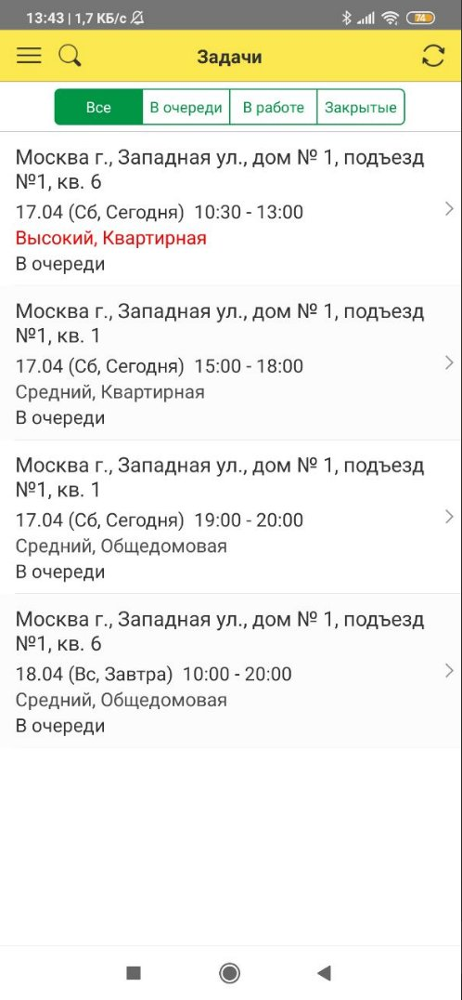 13:43 | 1,7 КБ/с
74
Задачи
Все
В очереди
В работе
Закрытые
Москва г., Западная ул., дом № 1, подъезд
№1, кв. 6
17.04 (Сб, Сегодня) 10:30 - 13:00
Высокий, Квартирная
В очереди
Москва г., Западная ул., дом № 1, подъезд
№1, кв. 1
17.04 (Сб, Сегодня) 15:00 - 18:00
Средний, Квартирная
В очереди
Москва г., Западная ул., дом № 1, подъезд
№1, кв. 1
17.04 (Сб, Сегодня) 19:00 - 20:00
Средний, Общедомовая
В очереди
Москва г., Западная ул., дом № 1, подъезд
№1, кв. 6
18.04 (Вс, Завтра) 10:00 - 20:00
Средний, Общедомовая
В очереди